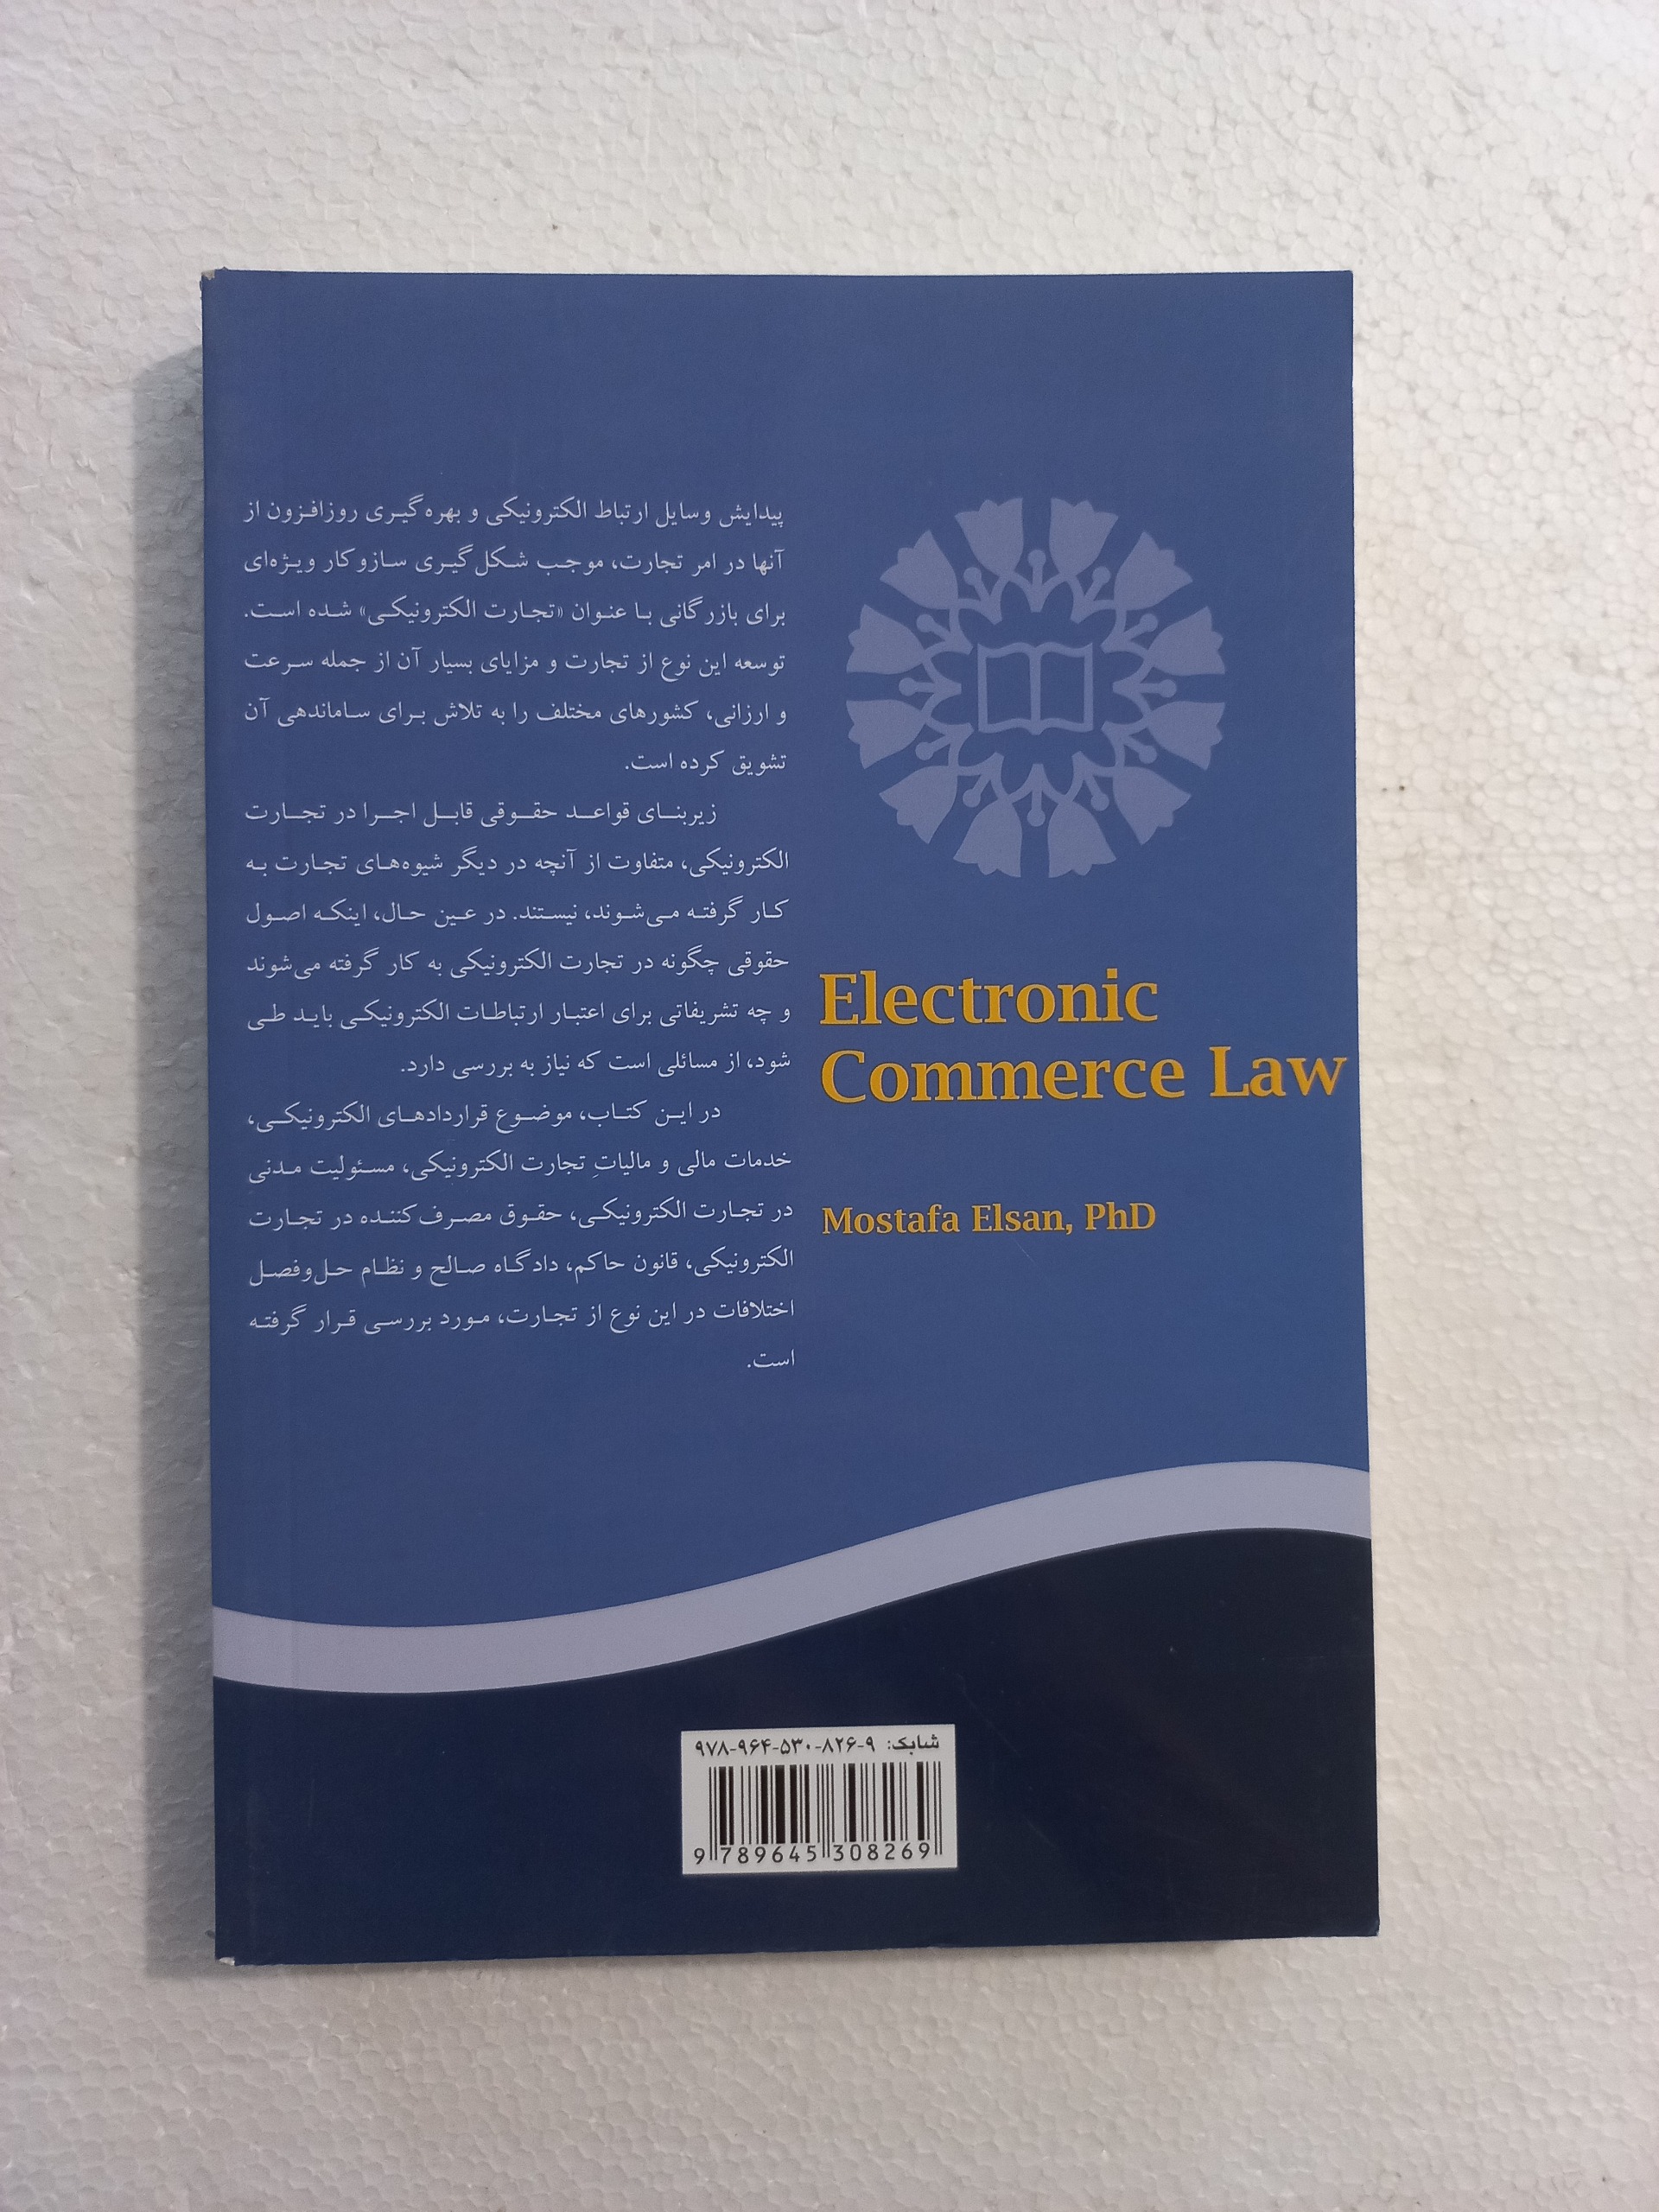 پیدایش وسایل ارتباط الکترونیکی و بهره‌گیری روزافزون از
آنها در امر تجارت، موجب شکل‌گیری سازوکار ویژه‌ای
برای بازرگانی با عنوان «تجارت الکترونیکی» شده است.
توسعه این نوع از تجارت و مزایای بسیار آن از جمله سرعت
و ارزانی، کشورهای مختلف را به تلاش برای ساماندهی آن
تشویق کرده است.
زیربنای قواعد حقوقی قابل اجرا در تجارت
الکترونیکی، متفاوت از آنچه در دیگر شیوه‌های تجارت به
کار گرفته می‌شوند، نیستند. در عین حال، اینکه اصول
حقوقی چگونه در تجارت الکترونیکی به کار گرفته می‌شوند
و چه تشریفاتی برای اعتبار ارتباطات الکترونیکی باید طی
شود، از مسائلی است که نیاز به بررسی دارد.
در این کتاب، موضوع قراردادهای الکترونیکی،
خدمات مالی و مالیاتِ تجارت الکترونیکی، مسئولیت مدنی
در تجارت الکترونیکی، حقوق مصرف‌کننده در تجارت
الکترونیکی، قانون حاکم، دادگاه صالح و نظام حل‌وفصل
اختلافات در این نوع از تجارت، مورد بررسی قرار گرفته
است.
Electronic
Commerce Law
Mostafa Elsan, PhD
شابک: ۹۷۸-۹۶۴-۵۳۰-۸۲۶-۹
9 789645 308269